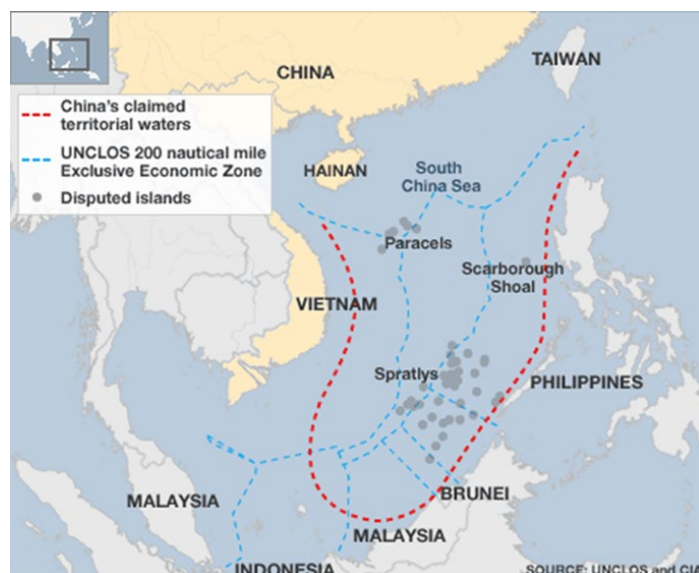 TAIWAN
CHINA
China's claimed
territorial waters
UNCLOS 200 nautical mile
Exclusive Economic Zone
Disputed islands
HAINAN
South
China Sea
Paracels
Scarborough
Shoal
VIETNAM
Spratlys
PHILIPPINES
MALAYSIA
BRUNEI
MALAYSIA
INDONESIA
SOURCE: UNCLOS and CIA